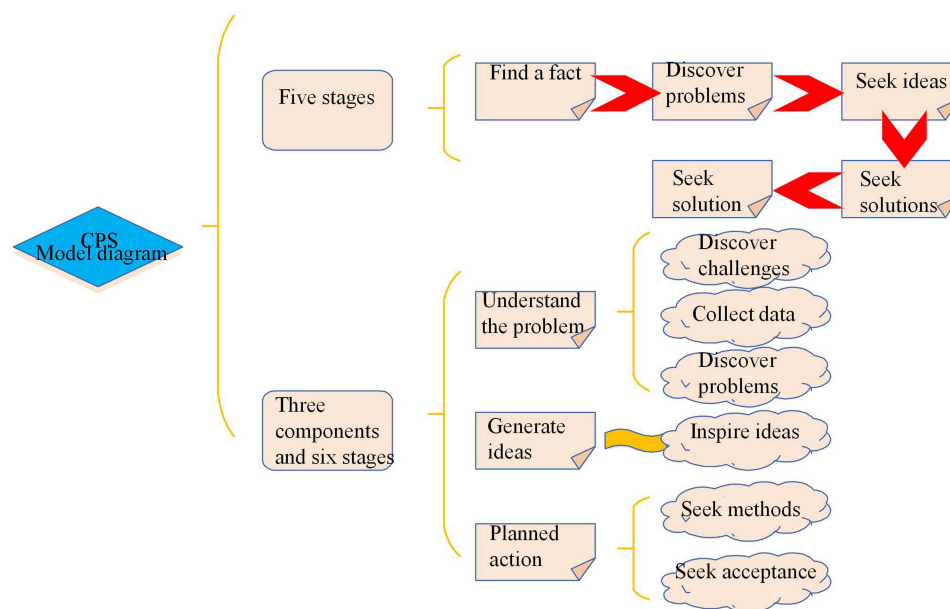 CPS
Model diagram
Five stages
Find a fact
Discover
problems
Seek ideas
Seek
solution
Seek
solutions
Three
components
and six stages
Understand
the problem
Discover
challenges
Collect data
Discover
problems
Generate
ideas
Inspire ideas
Planned
action
Seek methods
Seek acceptance